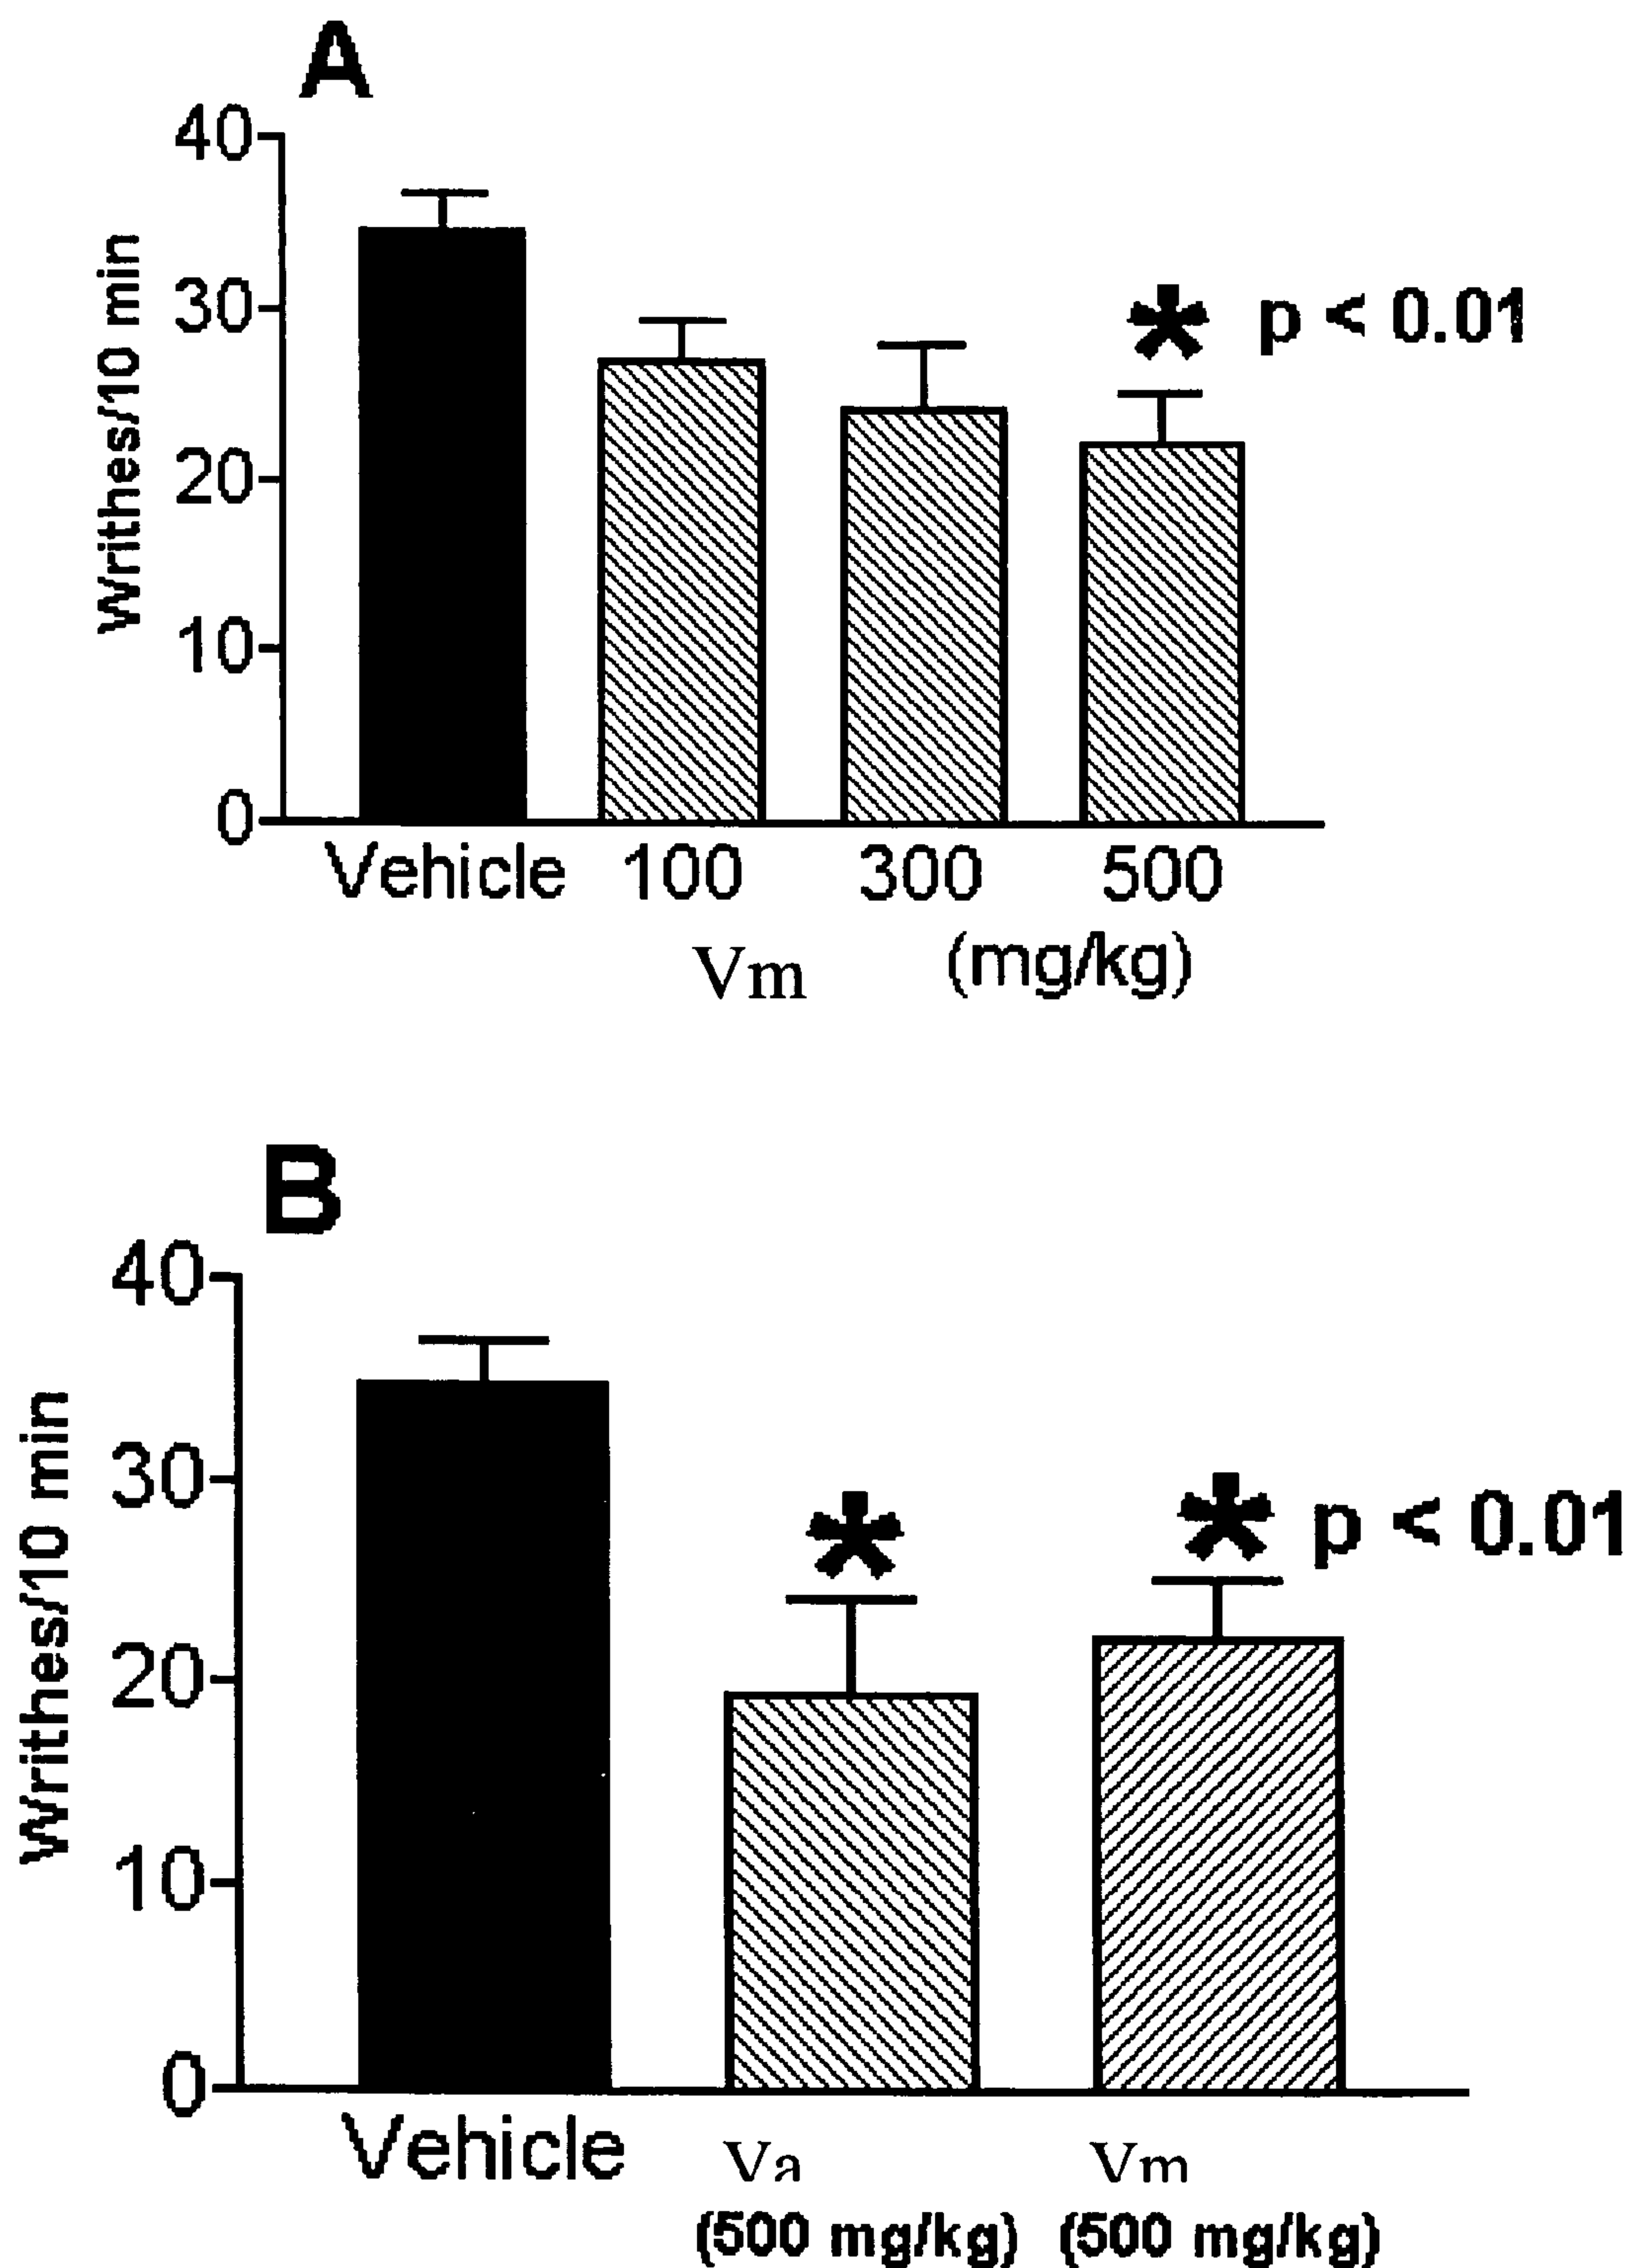 A
40
30
20
10
0
Writhes/10 min
* p < 0.01
Vehicle 100 300 500
Vm (mg/kg)
B
40
30
20
10
0
Writhes/10 min
* * p < 0.01
Vehicle Va Vm
(500 mg/kg) (500 mg/kg)